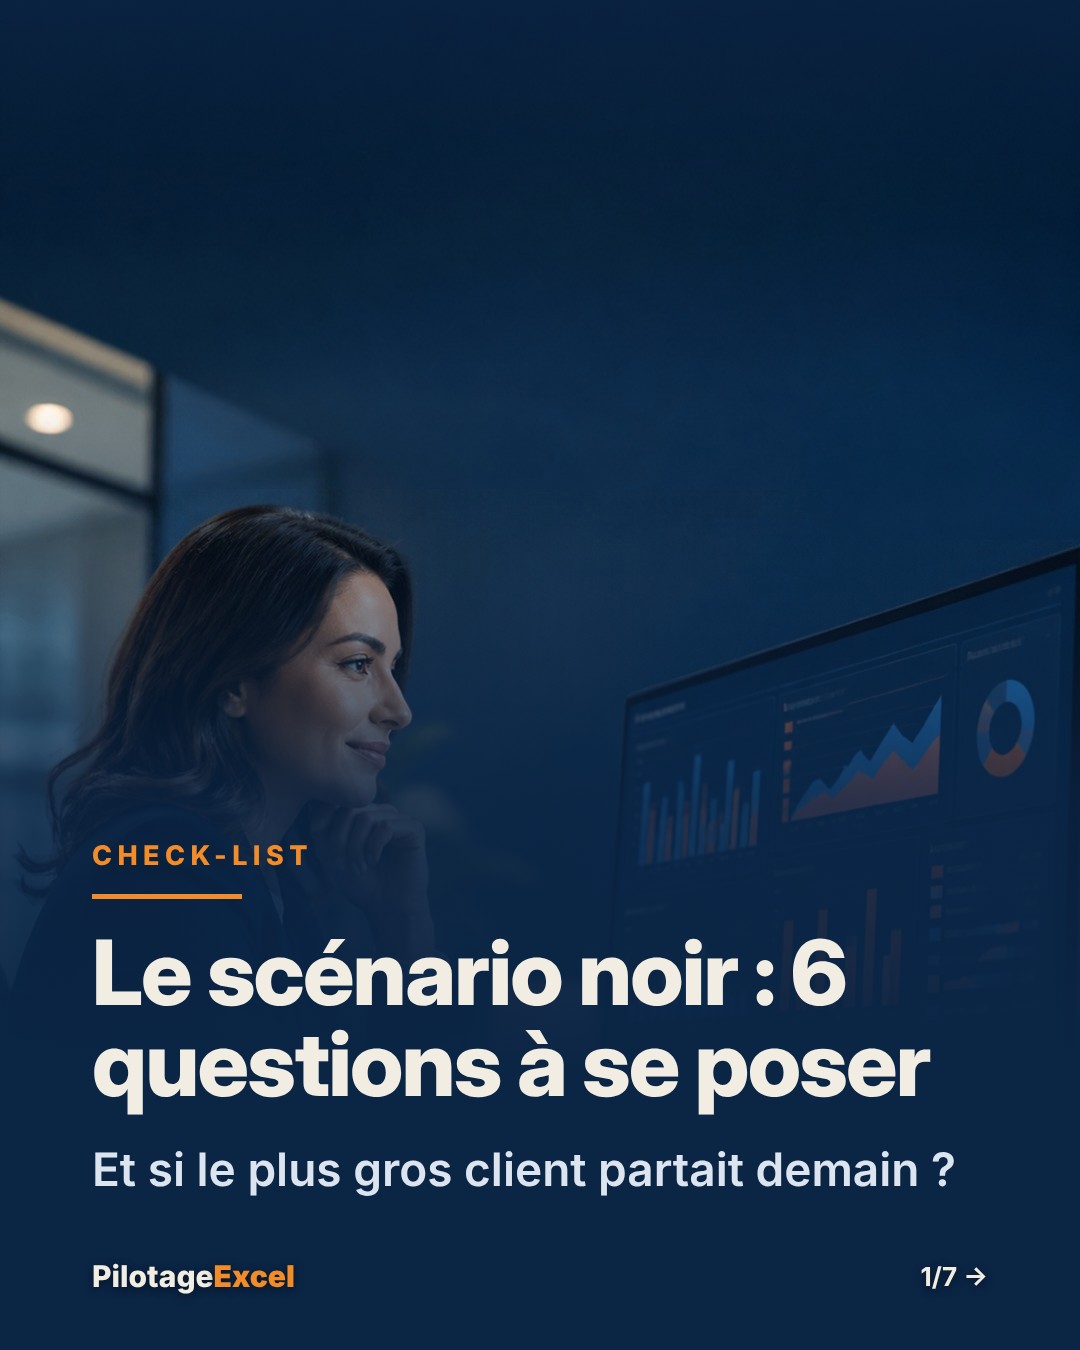 CHECK-LIST
Le scénario noir : 6
questions à se poser
Et si le plus gros client partait demain ?
PilotageExcel
1/7 →